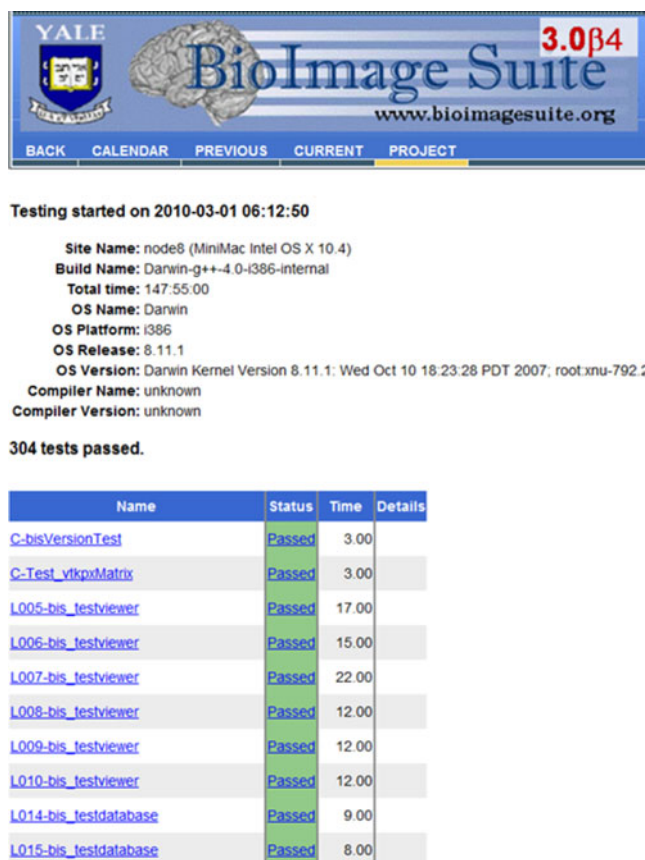 YALE
3.0β4
BioImage Suite
www.bioimagesuite.org
BACK CALENDAR PREVIOUS CURRENT PROJECT
Testing started on 2010-03-01 06:12:50
Site Name: node8 (MiniMac Intel OS X 10.4)
Build Name: Darwin-g++-4.0-i386-internal
Total time: 147:55:00
OS Name: Darwin
OS Platform: i386
OS Release: 8.11.1
OS Version: Darwin Kernel Version 8.11.1: Wed Oct 10 18:23:28 PDT 2007; root:xnu-792.2
Compiler Name: unknown
Compiler Version: unknown
304 tests passed.
Name Status Time Details
C-bisVersionTest Passed 3.00
C-Test_vtkpxMatrix Passed 3.00
L005-bis_testviewer Passed 17.00
L006-bis_testviewer Passed 15.00
L007-bis_testviewer Passed 22.00
L008-bis_testviewer Passed 12.00
L009-bis_testviewer Passed 12.00
L010-bis_testviewer Passed 12.00
L014-bis_testdatabase Passed 9.00
L015-bis_testdatabase Passed 8.00